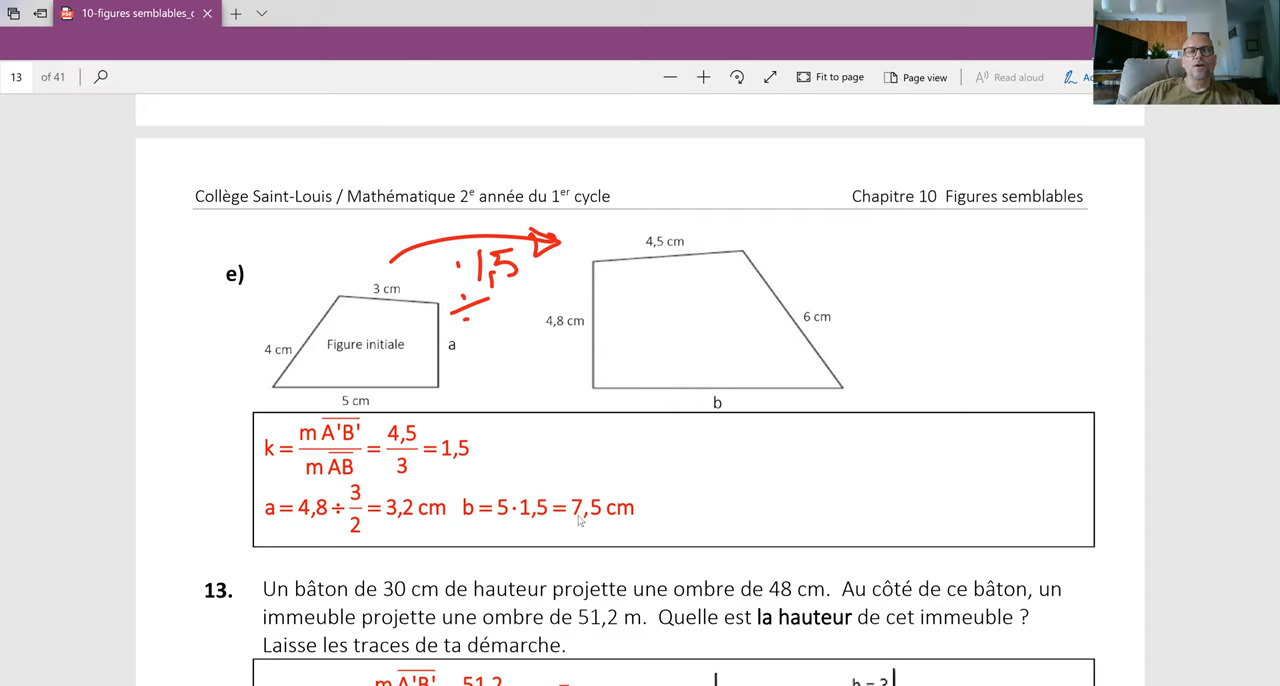 10-figures semblables_c
13 of 41 Fit to page Page view Read aloud
Collège Saint-Louis / Mathématique 2e année du 1er cycle Chapitre 10 Figures semblables
e)
3 cm
4 cm
Figure initiale
a
5 cm
· 1,5
÷
4,5 cm
4,8 cm
6 cm
b
k = m A'B' / m AB = 4,5 / 3 = 1,5
a = 4,8 ÷ 3/2 = 3,2 cm b = 5 · 1,5 = 7,5 cm
13. Un bâton de 30 cm de hauteur projette une ombre de 48 cm. Au côté de ce bâton, un
immeuble projette une ombre de 51,2 m. Quelle est la hauteur de cet immeuble ?
Laisse les traces de ta démarche.
m A'B' 51,2 h = ?